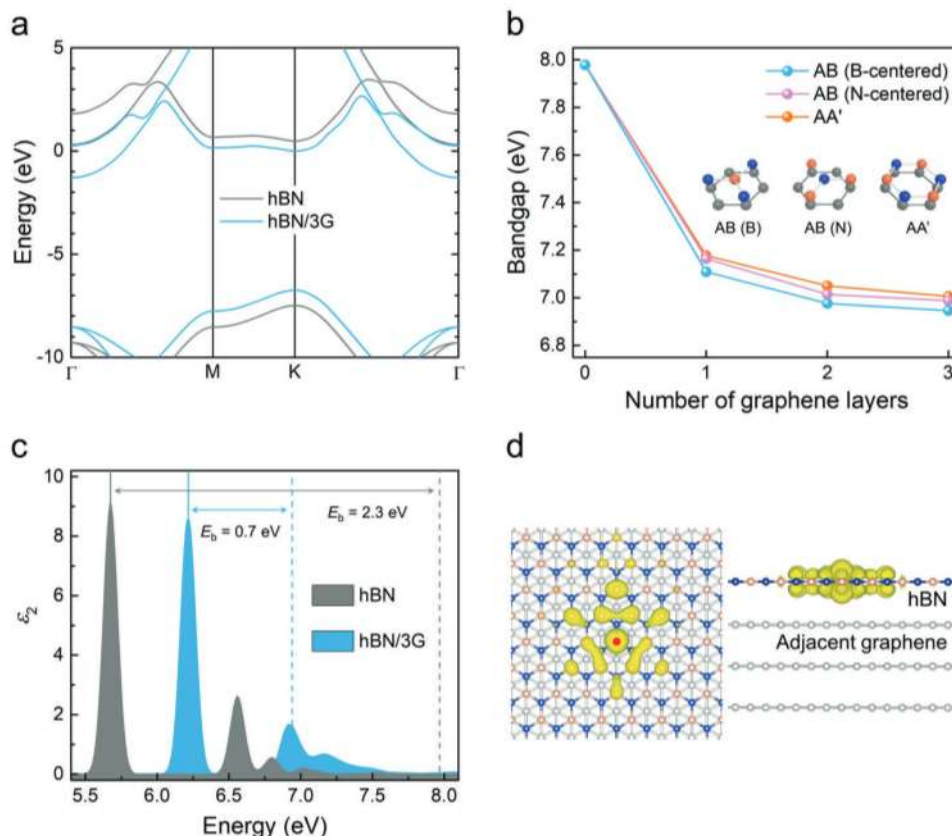 a
5
0
-5
-10
Energy (eV)
hBN
hBN/3G
Γ
M
K
Γ
b
8.0
7.8
7.6
7.4
7.2
7.0
6.8
Bandgap (eV)
AB (B-centered)
AB (N-centered)
AA'
AB (B)
AB (N)
AA'
0
1
2
3
Number of graphene layers
c
10
8
6
4
2
0
ε2
Eb = 2.3 eV
Eb = 0.7 eV
hBN
hBN/3G
5.5
6.0
6.5
7.0
7.5
8.0
Energy (eV)
d
hBN
Adjacent graphene